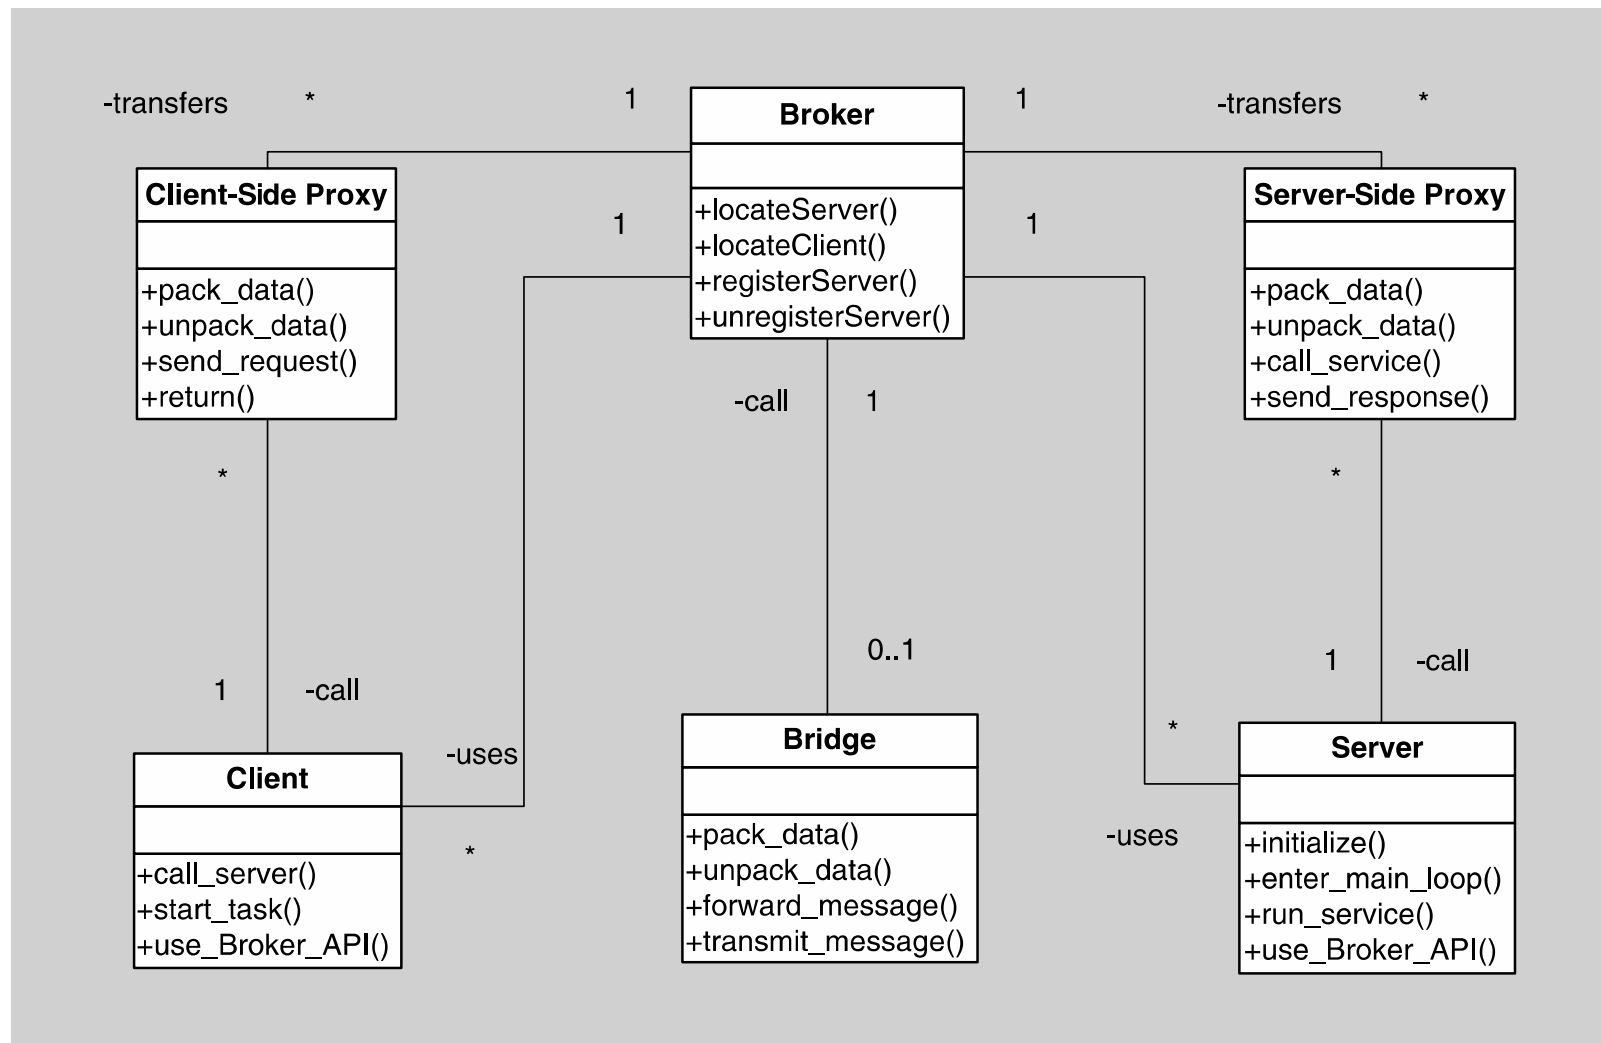 -transfers * 1
Broker
1 -transfers *
Client-Side Proxy
+pack_data()
+unpack_data()
+send_request()
+return()
+locateServer()
+locateClient()
+registerServer()
+unregisterServer()
1
1
Server-Side Proxy
+pack_data()
+unpack_data()
+call_service()
+send_response()
-call 1
*
*
0..1
1 -call
1 -call
-uses
*
Client
+call_server()
+start_task()
+use_Broker_API()
*
Bridge
+pack_data()
+unpack_data()
+forward_message()
+transmit_message()
-uses
Server
+initialize()
+enter_main_loop()
+run_service()
+use_Broker_API()